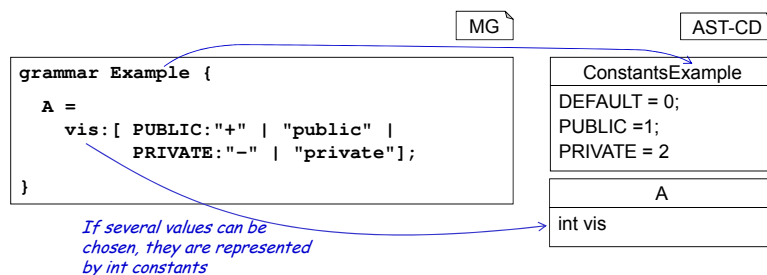 MG
AST-CD
grammar Example {
A =
vis:[ PUBLIC:"+" | "public" |
PRIVATE:"–" | "private"];
}
ConstantsExample
DEFAULT = 0;
PUBLIC =1;
PRIVATE = 2
A
int vis
If several values can be
chosen, they are represented
by int constants